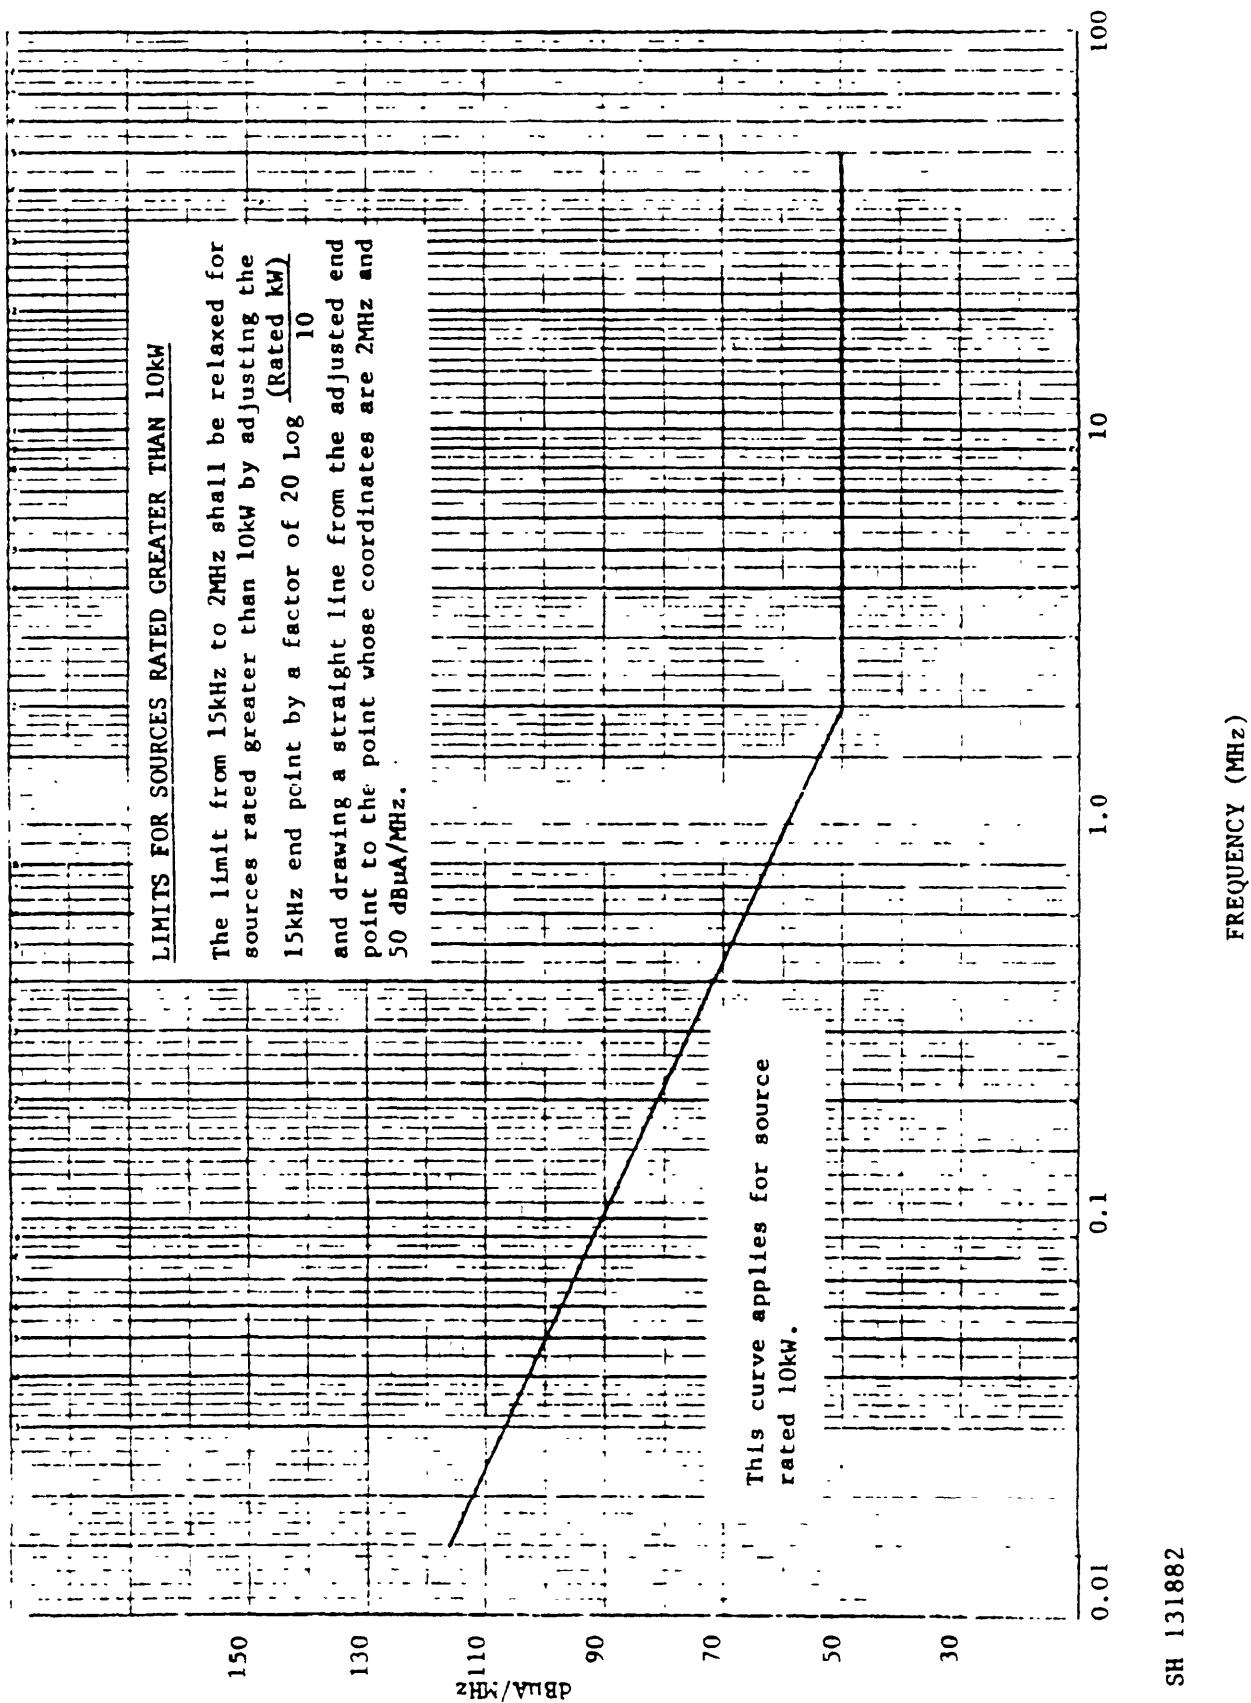 LIMITS FOR SOURCES RATED GREATER THAN 10kW
The limit from 15kHz to 2MHz shall be relaxed for
sources rated greater than 10kW by adjusting the
15kHz end point by a factor of 20 Log (Rated kW)
10
and drawing a straight line from the adjusted end
point to the point whose coordinates are 2MHz and
50 dBµA/MHz.
This curve applies for source
rated 10kW.
dBµA/MHz
150
110
130
90
70
50
30
0.01
0.1
1.0
10
100
FREQUENCY (MHz)
SH 131882